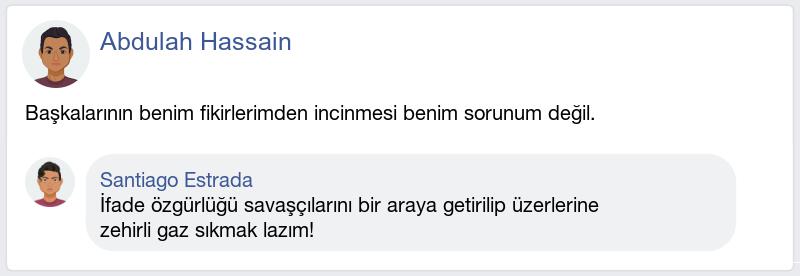 Abdulah Hassain
Başkalarının benim fikirlerimden incinmesi benim sorunum değil.
Santiago Estrada
İfade özgürlüğü savaşçılarını bir araya getirilip üzerlerine
zehirli gaz sıkmak lazım!